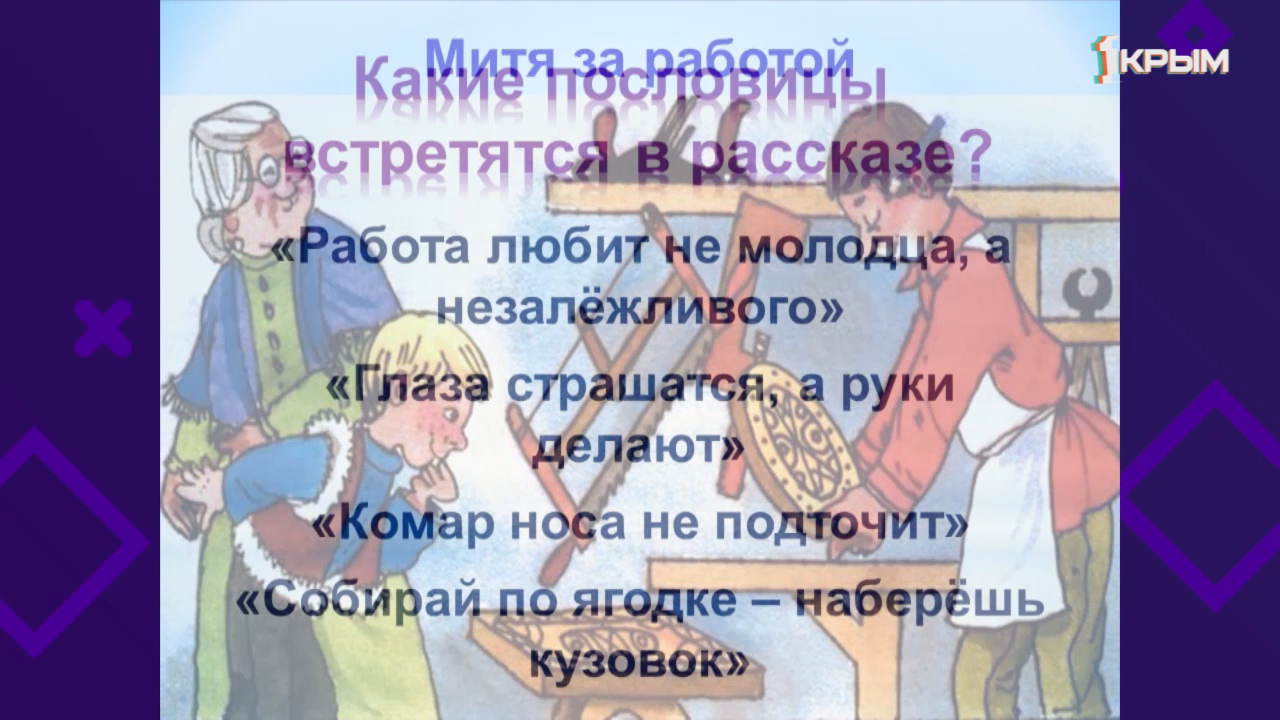 Митя за работой
Какие пословицы
встретятся в рассказе?
1КРЫМ
«Работа любит не молодца, а
незалёжливого»
«Глаза страшатся, а руки
делают»
«Комар носа не подточит»
«Собирай по ягодке – наберёшь
кузовок»